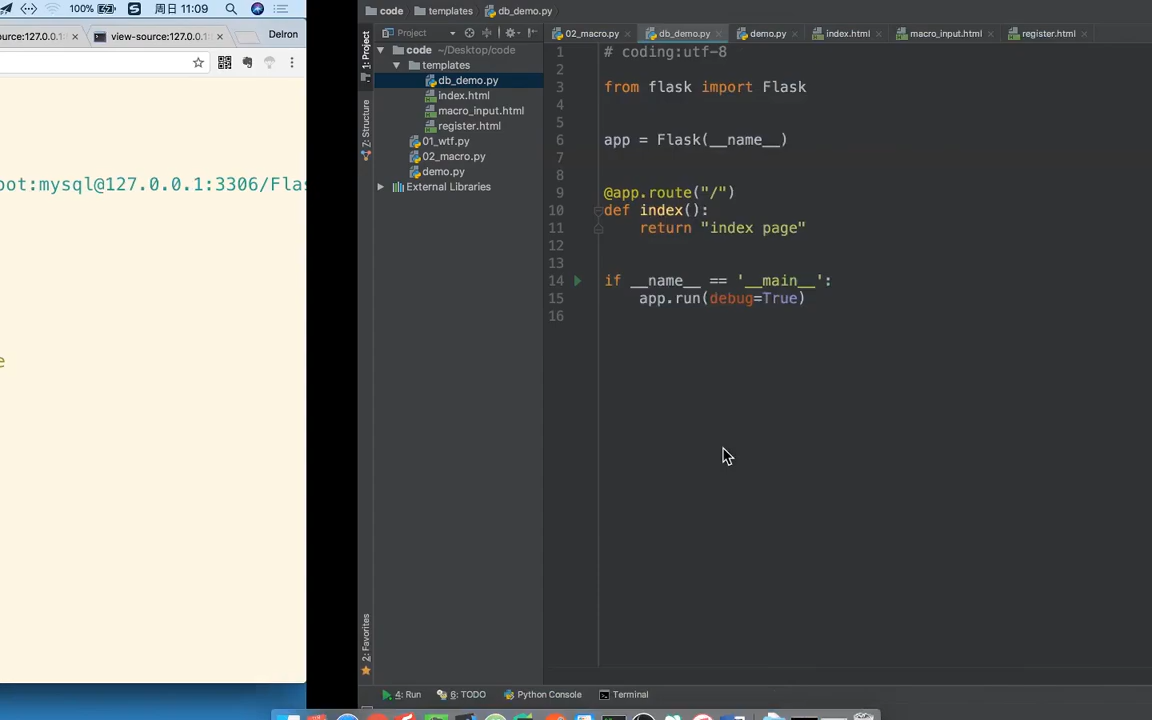 100% 周日 11:09
source:127.0.0.1: view-source:127.0.0.1: Delron
oot:mysql@127.0.0.1:3306/Flas
e
code templates db_demo.py
1: Project
Z: Structure
2: Favorites
Project
code ~/Desktop/code
templates
db_demo.py
index.html
macro_input.html
register.html
01_wtf.py
02_macro.py
demo.py
External Libraries
02_macro.py db_demo.py demo.py index.html macro_input.html register.html
1 # coding:utf-8
2
3 from flask import Flask
4
5
6 app = Flask(__name__)
7
8
9 @app.route("/")
10 def index():
11 return "index page"
12
13
14 if __name__ == '__main__':
15 app.run(debug=True)
16
4: Run 6: TODO Python Console Terminal